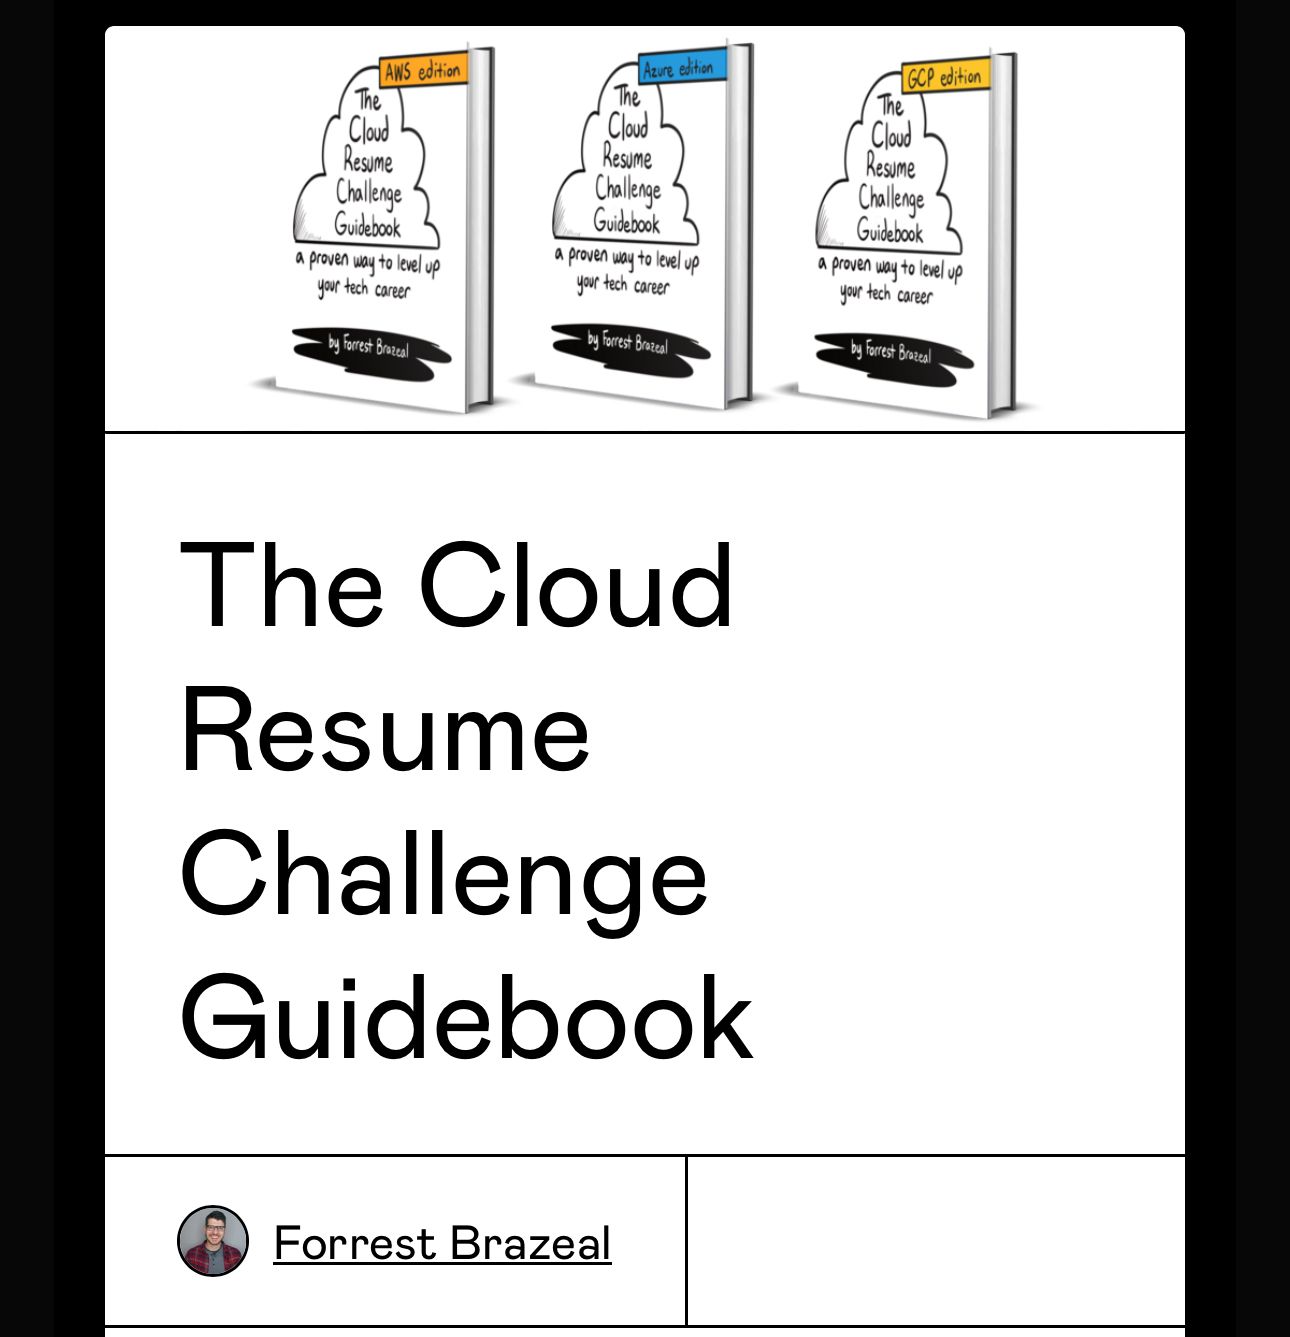 AWS edition
The
Cloud
Resume
Challenge
Guidebook
a proven way to level up
your tech career
by Forrest Brazeal
Azure edition
The
Cloud
Resume
Challenge
Guidebook
a proven way to level up
your tech career
by Forrest Brazeal
GCP edition
The
Cloud
Resume
Challenge
Guidebook
a proven way to level up
your tech career
by Forrest Brazeal
The Cloud
Resume
Challenge
Guidebook
Forrest Brazeal